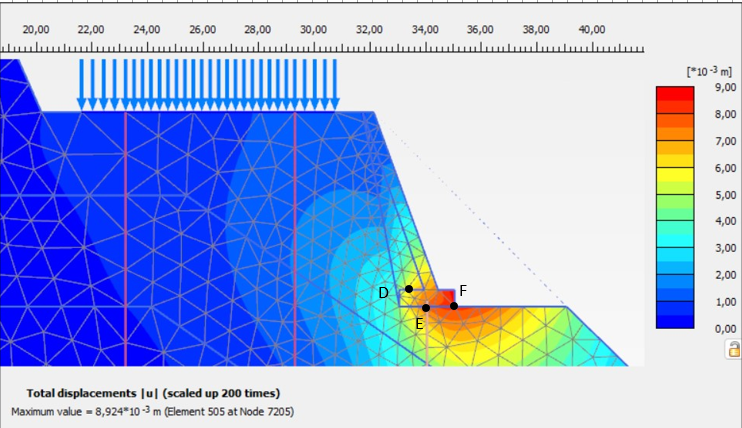 20,00 22,00 24,00 26,00 28,00 30,00 32,00 34,00 36,00 38,00 40,00
[*10⁻³ m]
9,00
8,00
7,00
6,00
5,00
4,00
3,00
2,00
1,00
0,00
D
F
E
Total displacements |u| (scaled up 200 times)
Maximum value = 8,924*10⁻³ m (Element 505 at Node 7205)